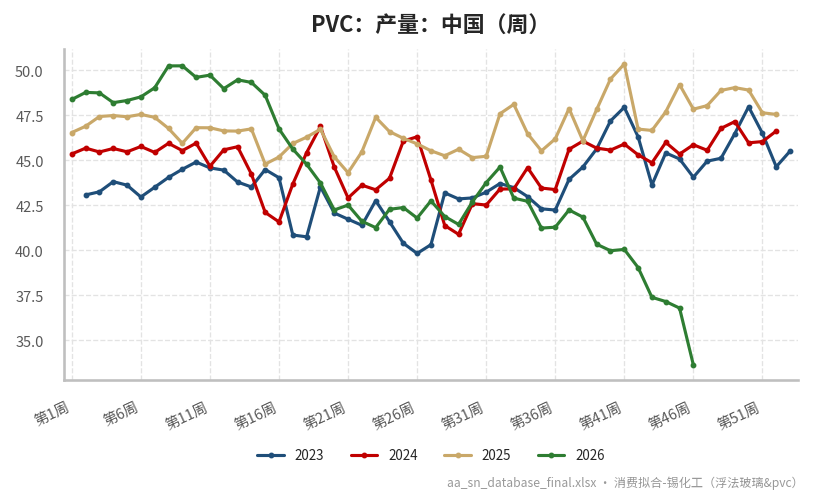 PVC：产量：中国（周）
50.0
47.5
45.0
42.5
40.0
37.5
35.0
第1周 第6周 第11周 第16周 第21周 第26周 第31周 第36周 第41周 第46周 第51周
2023 2024 2025 2026
aa_sn_database_final.xlsx • 消费拟合-锡化工（浮法玻璃&pvc）